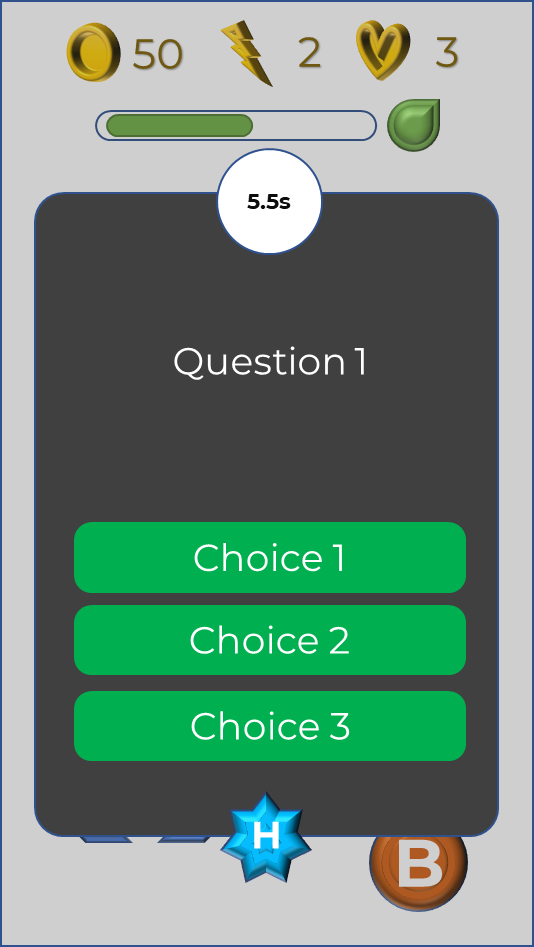 50 2 3
5.5s
Question 1
Choice 1
Choice 2
Choice 3
H
B